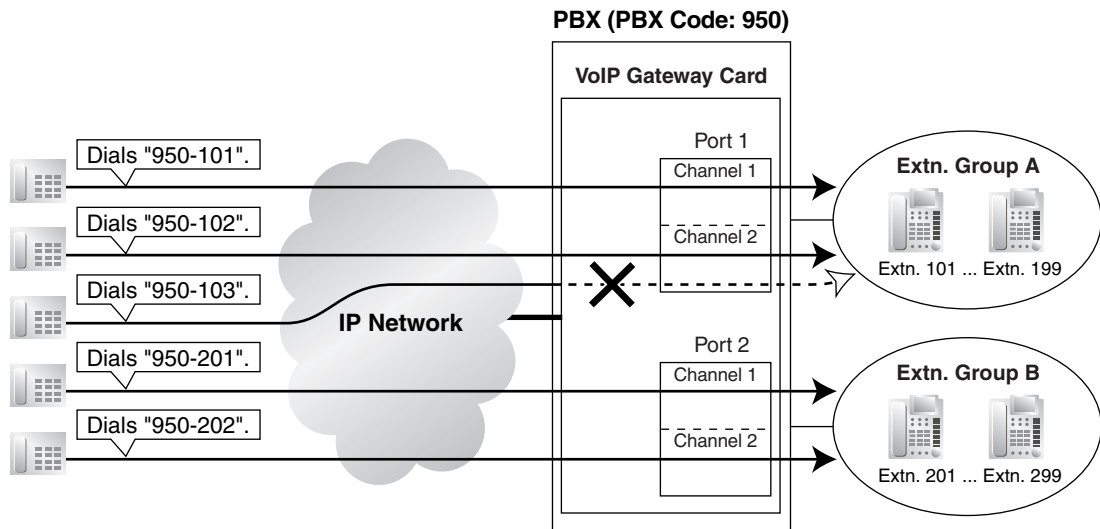 PBX (PBX Code: 950)
VoIP Gateway Card
Port 1
Dials "950-101".
Channel 1
Extn. Group A
Dials "950-102".
Channel 2
Extn. 101 ... Extn. 199
Dials "950-103".
IP Network
Port 2
Dials "950-201".
Channel 1
Extn. Group B
Dials "950-202".
Channel 2
Extn. 201 ... Extn. 299